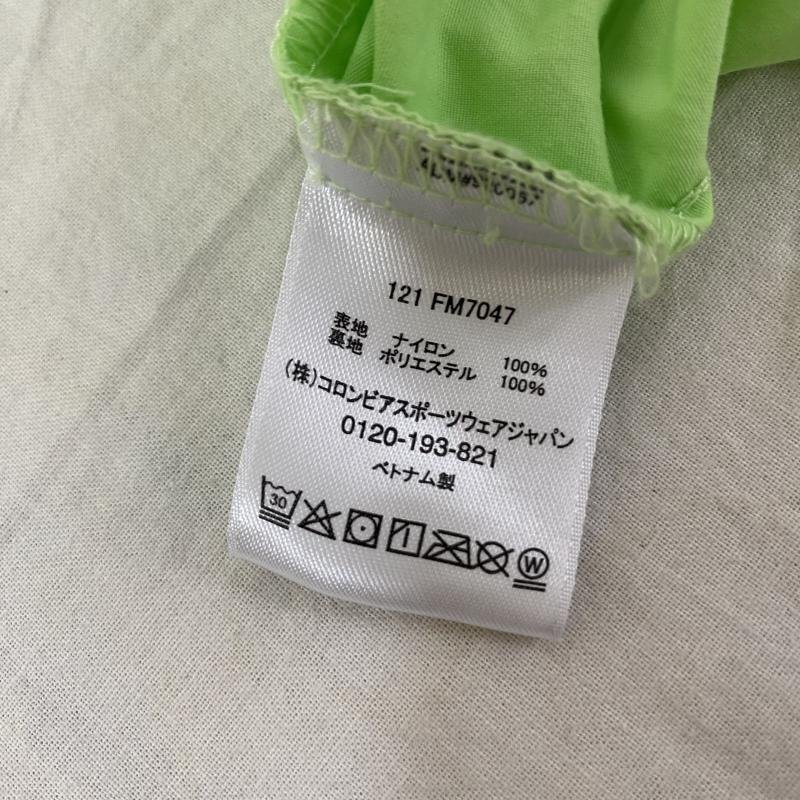 121 FM7047
表地 ナイロン 100%
裏地 ポリエステル 100%
(株)コロンビアスポーツウェアジャパン
0120-193-821
ベトナム製
30
W